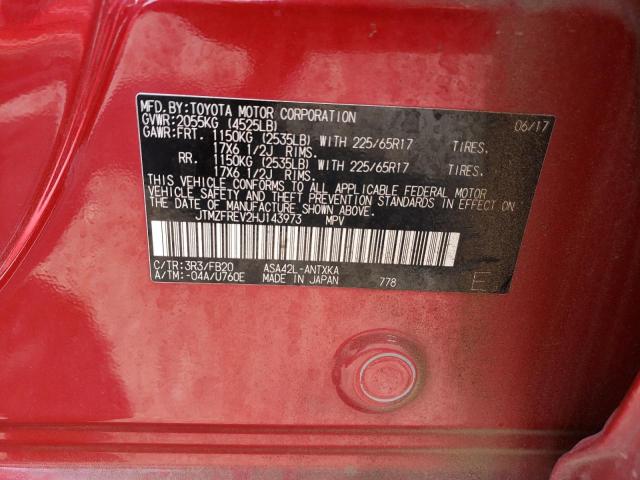 MFD.BY:TOYOTA MOTOR CORPORATION 06/17
GVWR:2055KG (4525LB)
GAWR:FRT. 1150KG (2535LB) WITH 225/65R17 TIRES.
17X6 1/2J RIMS.
RR. 1150KG (2535LB) WITH 225/65R17 TIRES.
17X6 1/2J RIMS.
THIS VEHICLE CONFORMS TO ALL APPLICABLE FEDERAL MOTOR
VEHICLE SAFETY AND THEFT PREVENTION STANDARDS IN EFFECT ON
THE DATE OF MANUFACTURE SHOWN ABOVE.
JTMZFREV2HJ143973 MPV
C/TR:3R3/FB20 ASA42L-ANTXKA
A/TM:-04A/U760E MADE IN JAPAN 778 E